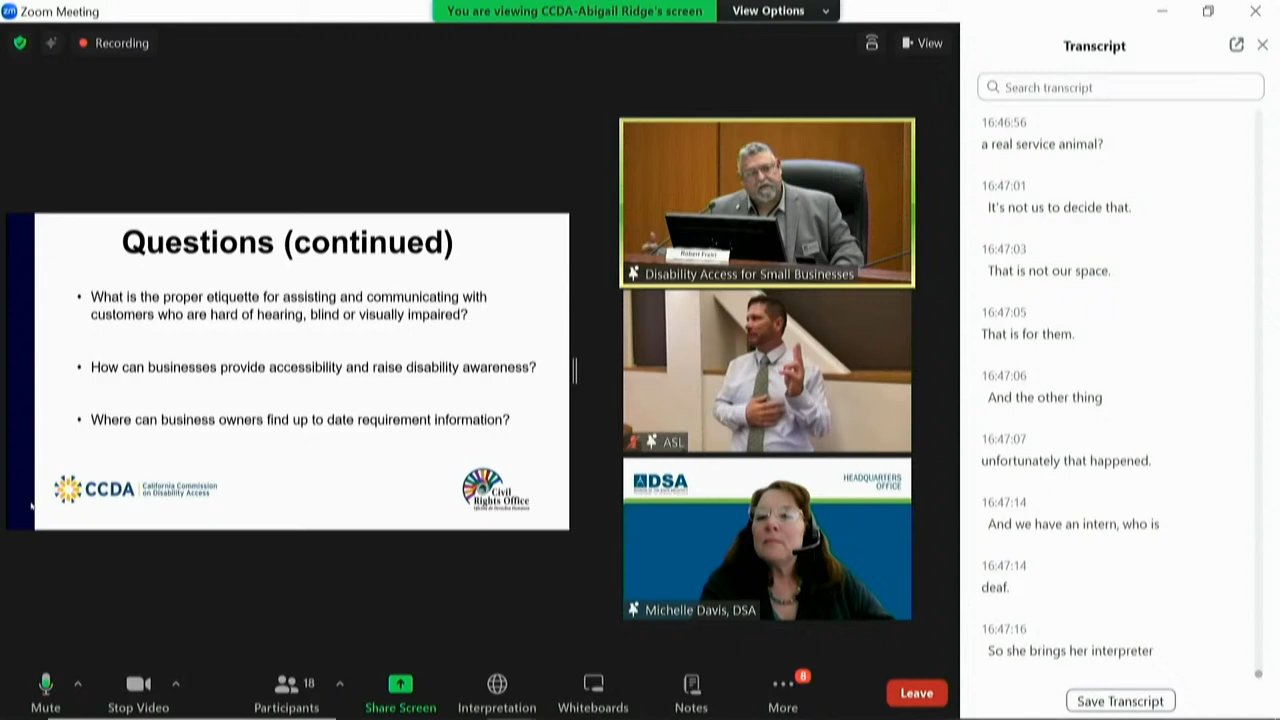 Zoom Meeting
You are viewing CCDA-Abigail Ridge's screen
View Options
Recording
View
Transcript
Search transcript
16:46:56
a real service animal?
16:47:01
It's not us to decide that.
16:47:03
That is not our space.
16:47:05
That is for them.
16:47:06
And the other thing
16:47:07
unfortunately that happened.
16:47:14
And we have an intern, who is
16:47:14
deaf.
16:47:16
So she brings her interpreter
Save Transcript
Questions (continued)
• What is the proper etiquette for assisting and communicating with
customers who are hard of hearing, blind or visually impaired?
• How can businesses provide accessibility and raise disability awareness?
• Where can business owners find up to date requirement information?
CCDA
California Commission
on Disability Access
Civil
Rights Office
Disability Access for Small Businesses
ASL
DSA
HEADQUARTERS
OFFICE
Michelle Davis, DSA
Mute
Stop Video
Participants
18
Share Screen
Interpretation
Whiteboards
Notes
More
8
Leave